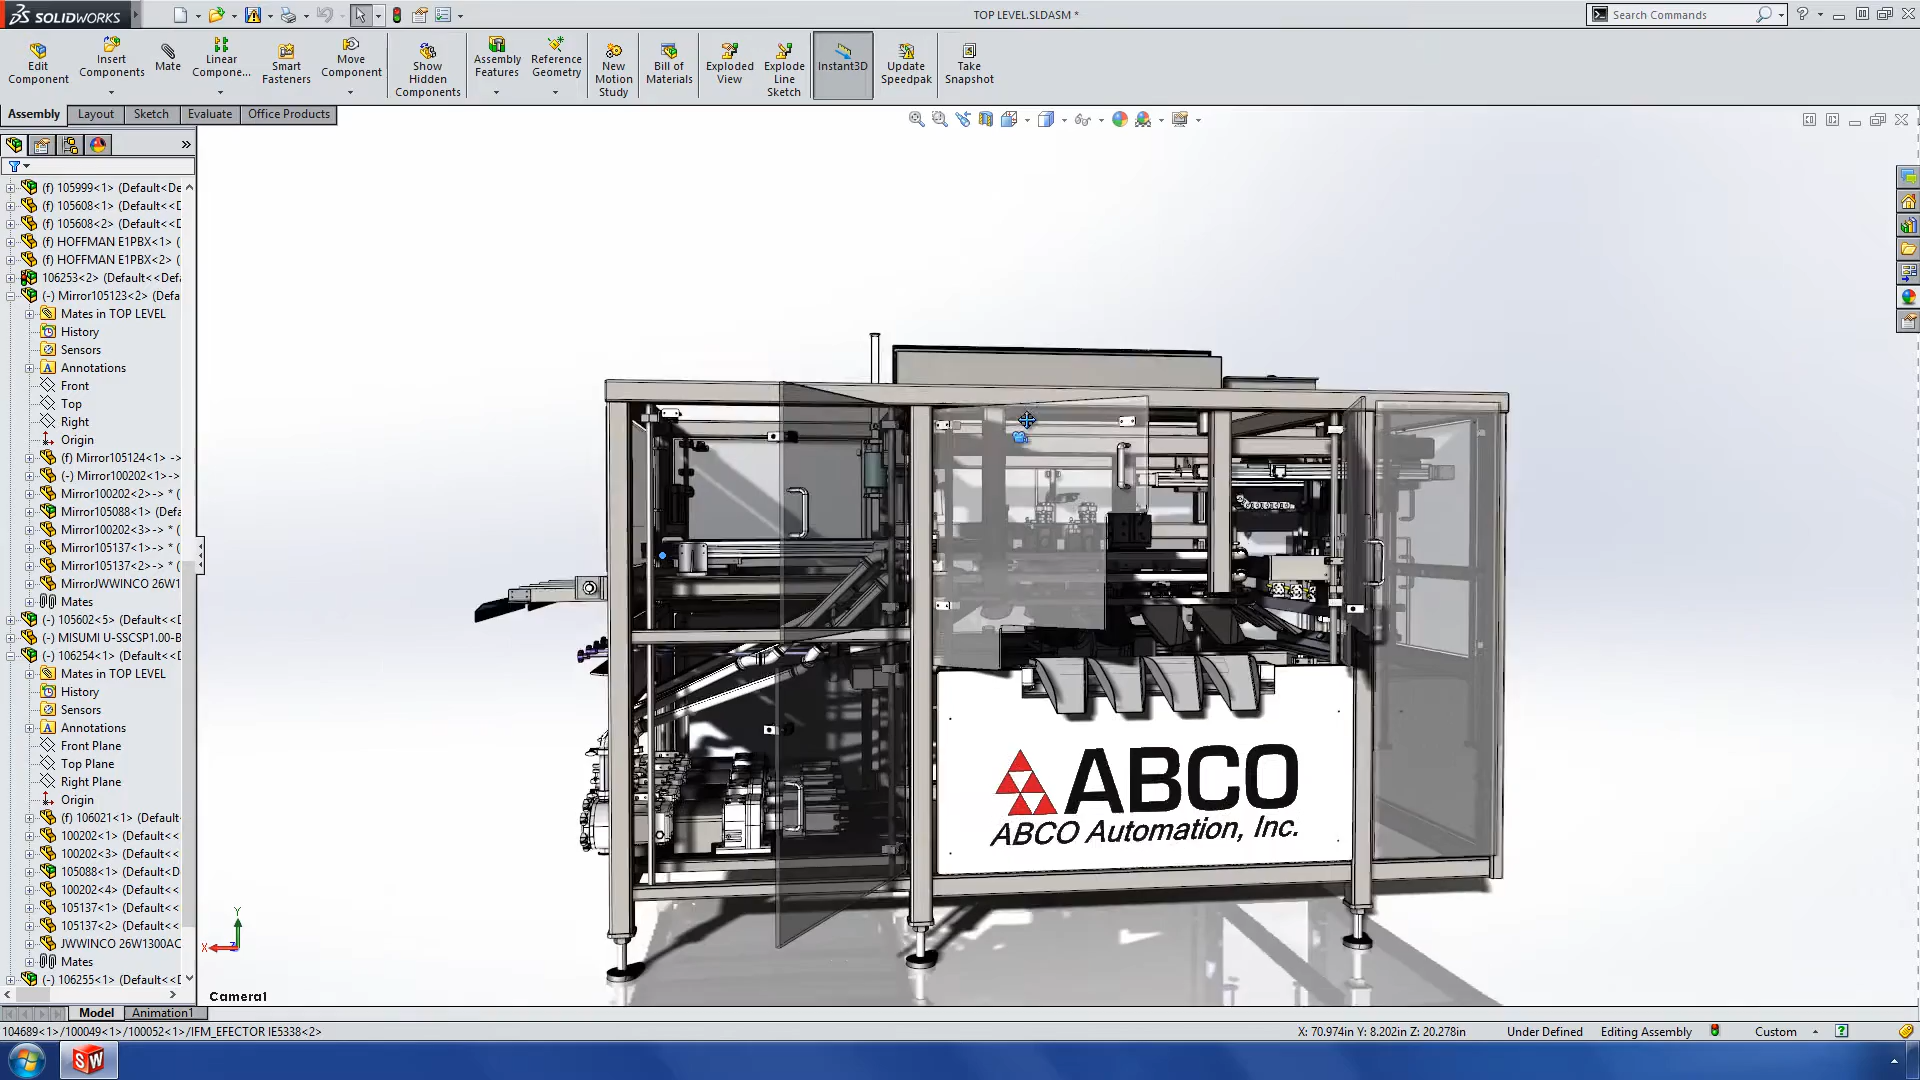 SOLIDWORKS
TOP LEVEL.SLDASM *
Search Commands
Edit Component
Insert Components
Mate
Linear Compone...
Smart Fasteners
Move Component
Show Hidden Components
Assembly Features
Reference Geometry
New Motion Study
Bill of Materials
Exploded View
Explode Line Sketch
Instant3D
Update Speedpak
Take Snapshot
Assembly
Layout
Sketch
Evaluate
Office Products
(f) 105999<1> (Default<De
(f) 105608<1> (Default<<D
(f) 105608<2> (Default<<D
(f) HOFFMAN E1PBX<1> (
(f) HOFFMAN E1PBX<2> (
106253<2> (Default<<Defa
(-) Mirror105123<2> (Defa
Mates in TOP LEVEL
History
Sensors
Annotations
Front
Top
Right
Origin
(f) Mirror105124<1> ->
(-) Mirror100202<1>->
Mirror100202<2>-> * (
Mirror105088<1> (Defa
Mirror100202<3>-> * (
Mirror105137<1>-> * (
Mirror105137<2>-> * (
MirrorJWWINCO 26W1
Mates
(-) 105602<5> (Default<<D
(-) MISUMI U-SSCSP1.00-B
(-) 106254<1> (Default<<D
Mates in TOP LEVEL
History
Sensors
Annotations
Front Plane
Top Plane
Right Plane
Origin
(f) 106021<1> (Default
100202<1> (Default<<
100202<3> (Default<<
105088<1> (Default<D
100202<4> (Default<<
105137<1> (Default<<
105137<2> (Default<<
JWWINCO 26W1300AC
Mates
(-) 106255<1> (Default<<D
ABCO
ABCO Automation, Inc.
Y
X
Z
Camera1
Model
Animation1
104689<1>/100049<1>/100052<1>/IFM_EFECTOR IE5338<2>
X: 70.974in Y: 8.202in Z: 20.278in
Under Defined
Editing Assembly
Custom
SW